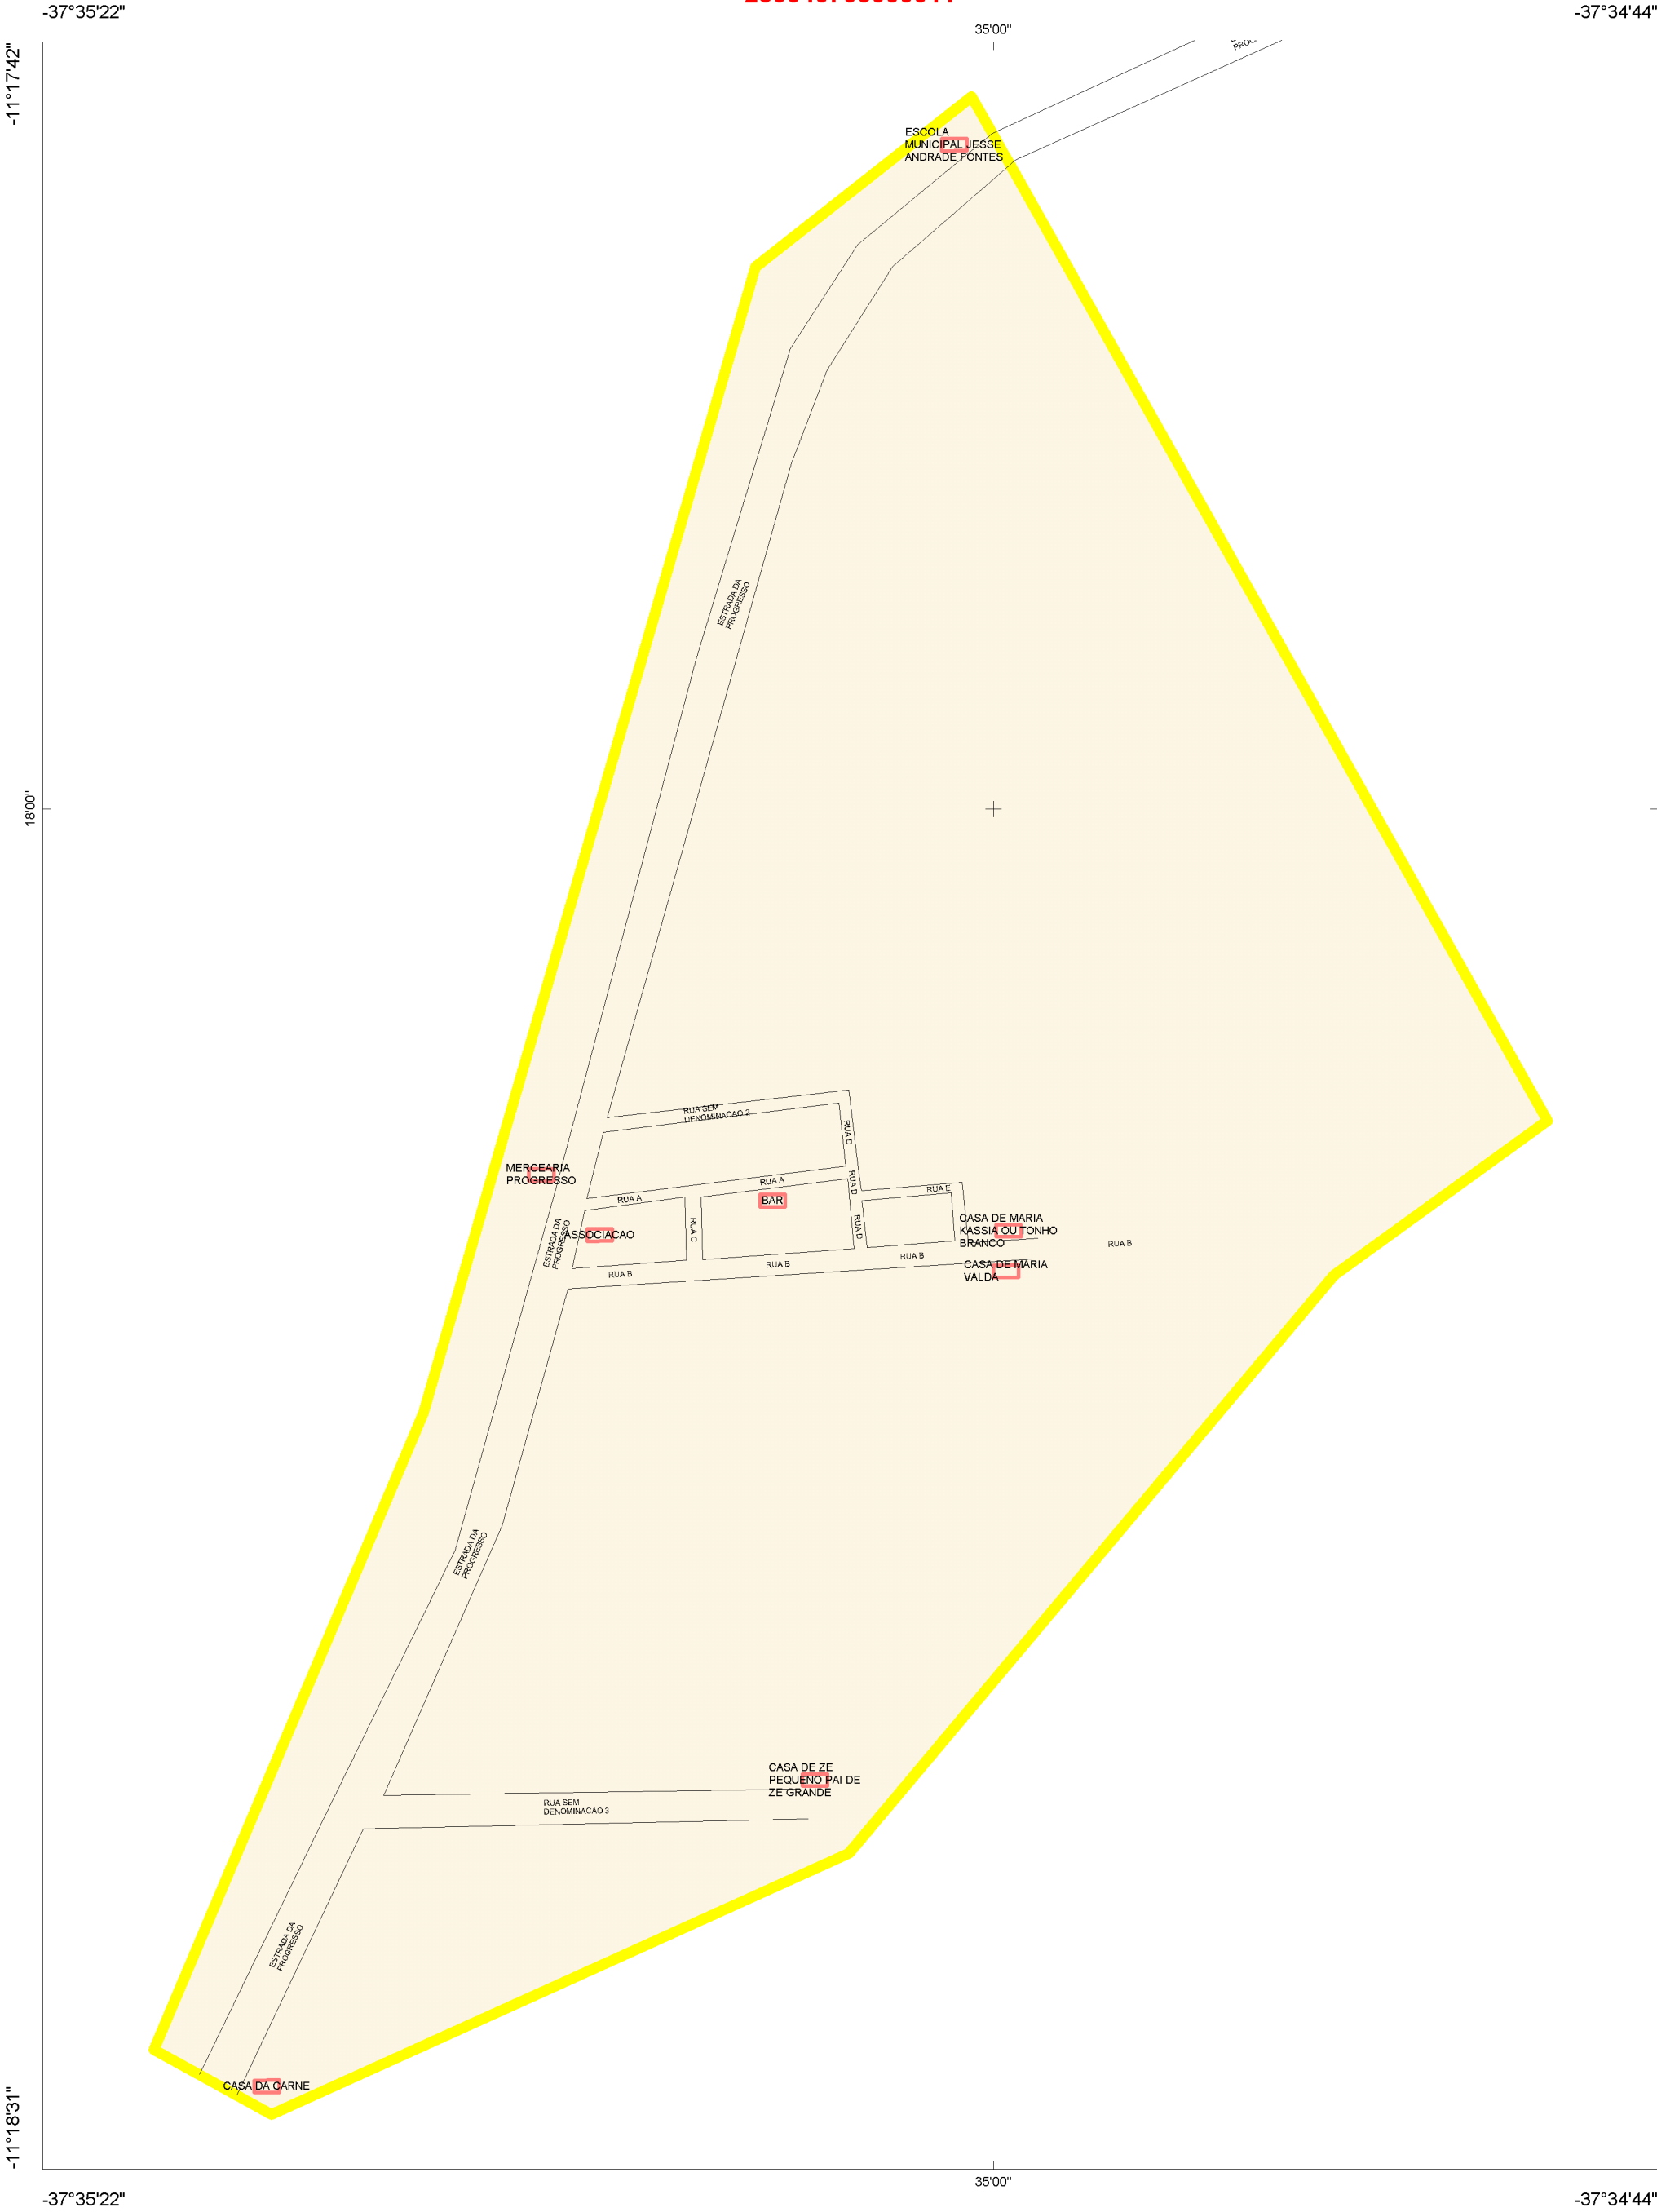 -37°35'22"
-37°34'44"
35'00"
-11°17'42"
ESCOLA
MUNICIPAL JESSE
ANDRADE FONTES
ESTRADA DA
PROGRESSO
18'00"
RUA SEM
DENOMINACAO 2
RUA D
MERCEARIA
PROGRESSO
RUA A
RUA A
RUA D
RUA E
BAR
RUA C
RUA D
CASA DE MARIA
KASSIA OU TONHO
BRANCO
ASSOCIACAO
ESTRADA DA
PROGRESSO
RUA B
RUA B
RUA B
RUA B
CASA DE MARIA
VALDA
ESTRADA DA
PROGRESSO
CASA DE ZE
PEQUENO PAI DE
ZE GRANDE
RUA SEM
DENOMINACAO 3
ESTRADA DA
PROGRESSO
CASA DA CARNE
-11°18'31"
35'00"
-37°35'22"
-37°34'44"